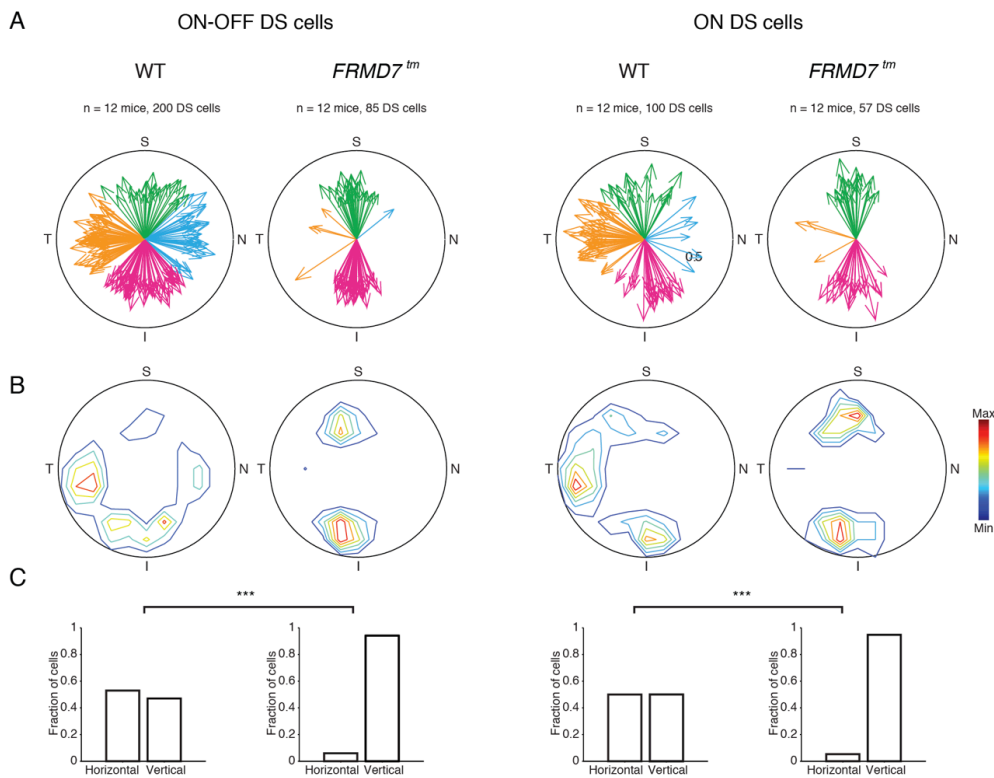 A
ON-OFF DS cells
ON DS cells
WT
FRMD7 tm
WT
FRMD7 tm
n = 12 mice, 200 DS cells
n = 12 mice, 85 DS cells
n = 12 mice, 100 DS cells
n = 12 mice, 57 DS cells
S
S
S
S
T
N
T
N
T
N
T
N
0.5
I
I
I
I
B
S
S
S
S
T
N
T
N
T
N
T
N
Max
Min
I
I
I
I
C
***
***
Fraction of cells
1
0.8
0.6
0.4
0.2
0
Horizontal Vertical
Fraction of cells
1
0.8
0.6
0.4
0.2
0
Horizontal Vertical
Fraction of cells
1
0.8
0.6
0.4
0.2
0
Horizontal Vertical
Fraction of cells
1
0.8
0.6
0.4
0.2
0
Horizontal Vertical